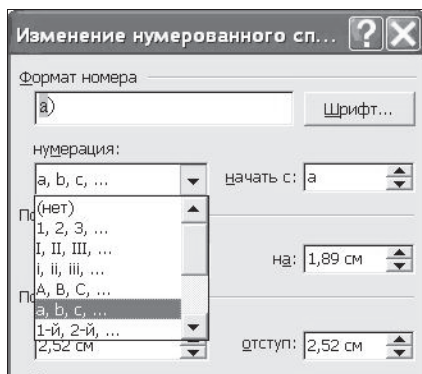 Изменение нумерованного сп...
Формат номера
a)
Шрифт...
нумерация:
a, b, c, ...
начать с: a
(нет)
1, 2, 3, ...
I, II, III, ...
на: 1,89 см
i, ii, iii, ...
A, B, C, ...
a, b, c, ...
1-й, 2-й, ...
2,52 см
отступ: 2,52 см